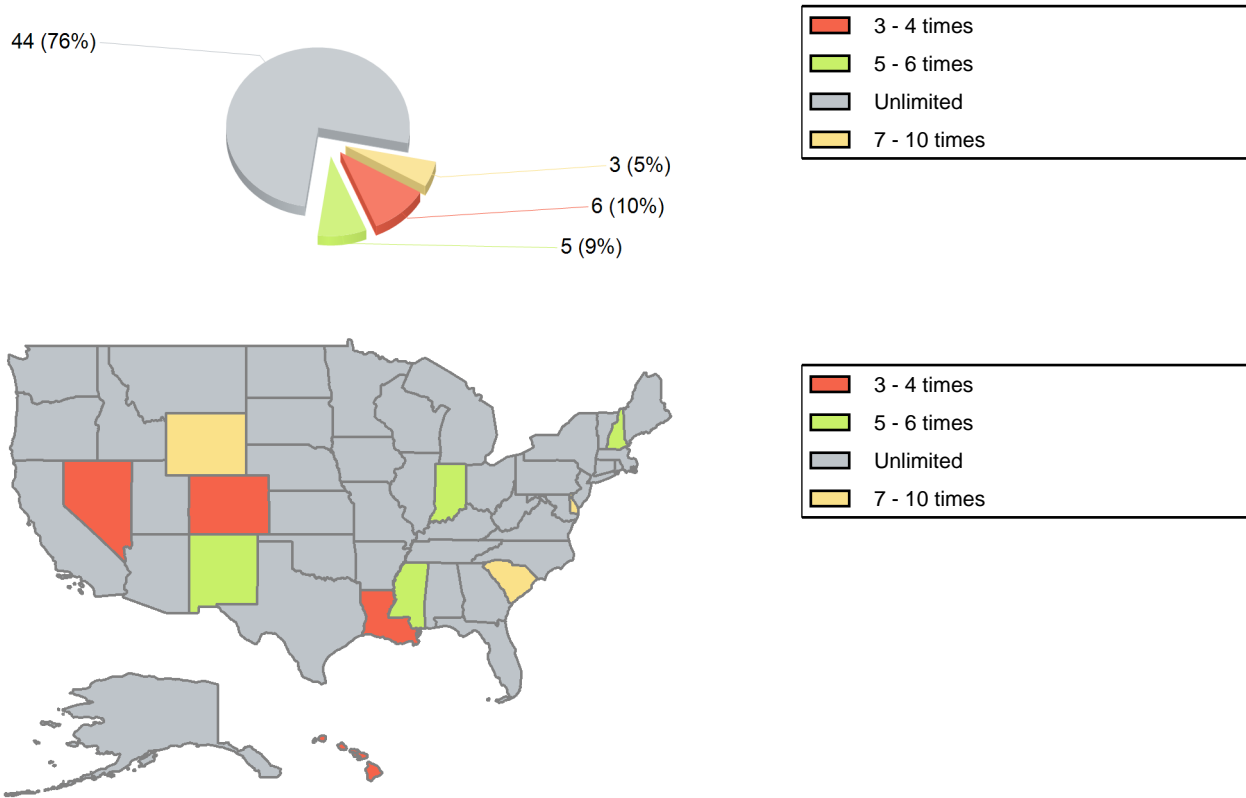 44 (76%)
3 (5%)
6 (10%)
5 (9%)
3 - 4 times
5 - 6 times
Unlimited
7 - 10 times
3 - 4 times
5 - 6 times
Unlimited
7 - 10 times